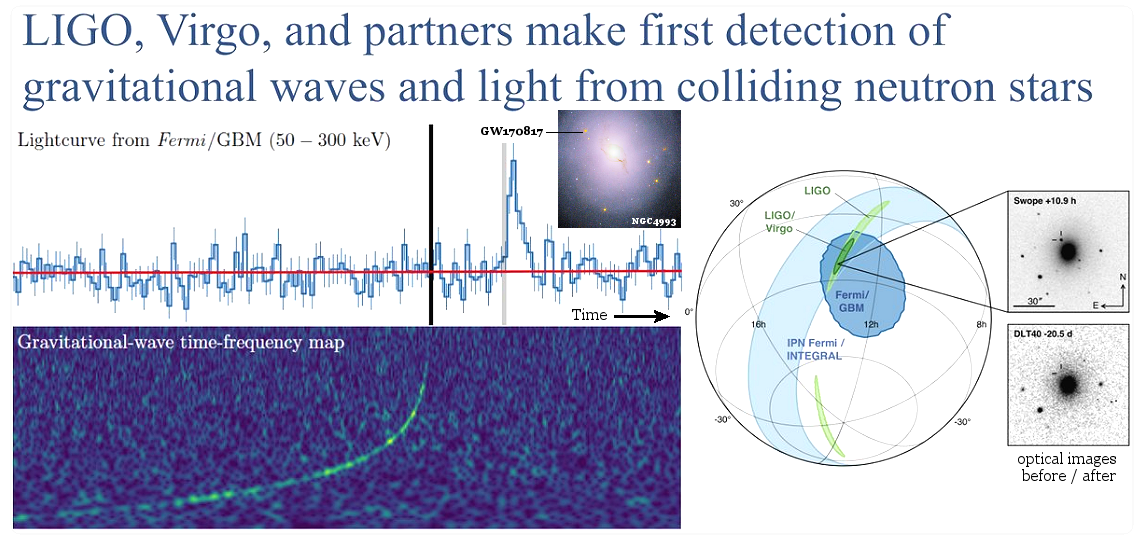 LIGO, Virgo, and partners make first detection of
gravitational waves and light from colliding neutron stars
Lightcurve from Fermi/GBM (50 – 300 keV)
GW170817
NGC4993
Time
Gravitational-wave time-frequency map
LIGO
LIGO/
Virgo
Fermi/
GBM
IPN Fermi /
INTEGRAL
30°
0°
16h
12h
8h
-30°
-30°
Swope +10.9 h
30"
N
E
DLT40 -20.5 d
optical images
before / after